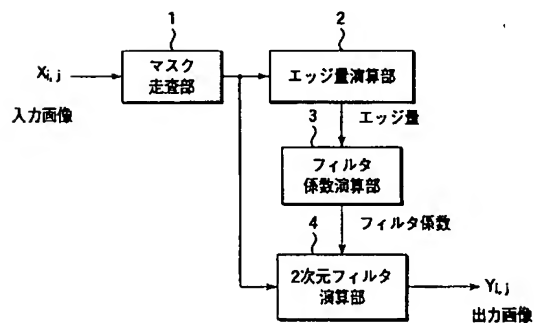 1
2
X i, j
マスク
走査部
エッジ量演算部
入力画像
エッジ量
3
フィルタ
係数演算部
フィルタ係数
4
2次元フィルタ
演算部
Y i, j
出力画像